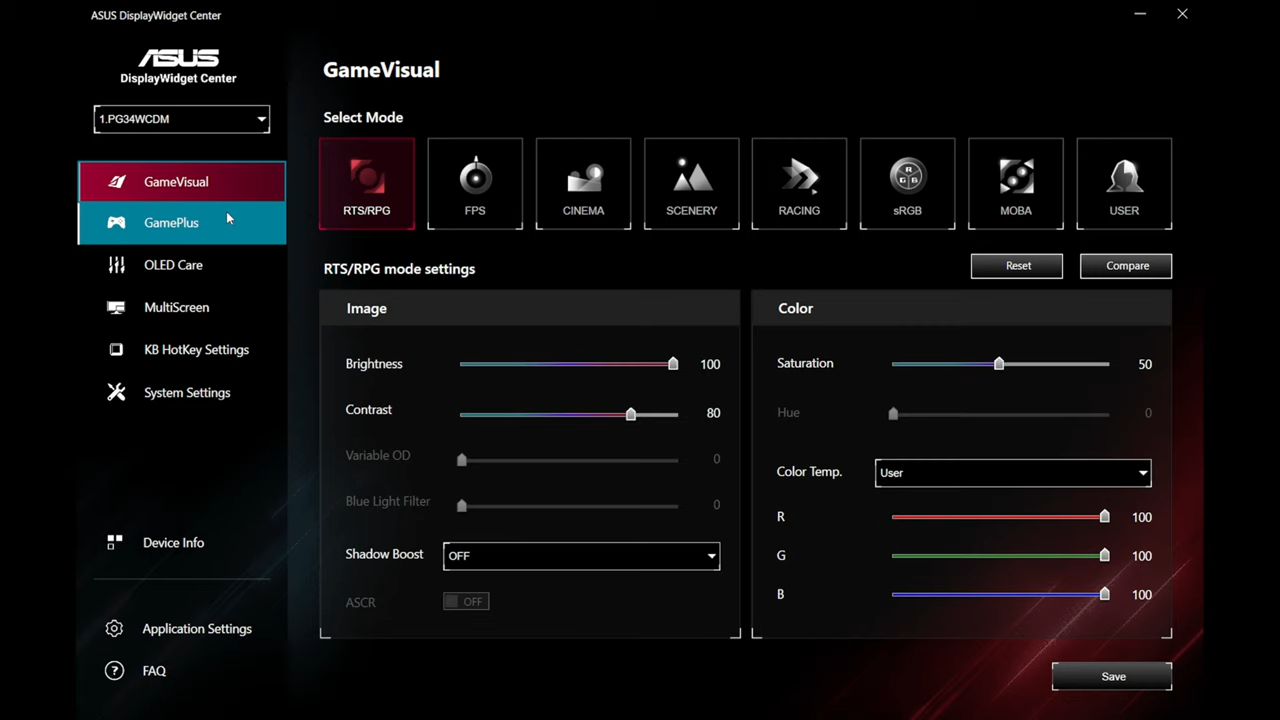 ASUS DisplayWidget Center
ASUS
DisplayWidget Center
1.PG34WCDM
GameVisual
GamePlus
OLED Care
MultiScreen
KB HotKey Settings
System Settings
Device Info
Application Settings
? FAQ
GameVisual
Select Mode
RTS/RPG FPS CINEMA SCENERY RACING sRGB MOBA USER
RTS/RPG mode settings
Reset Compare
Image
Brightness 100
Contrast 80
Variable OD 0
Blue Light Filter 0
Shadow Boost OFF
ASCR OFF
Color
Saturation 50
Hue 0
Color Temp. User
R 100
G 100
B 100
Save